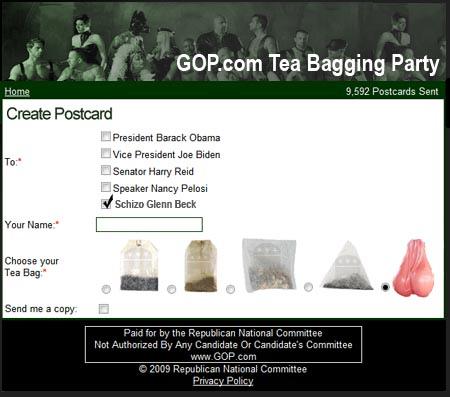 GOP.com Tea Bagging Party
Home
9,592 Postcards Sent
Create Postcard
To:*
President Barack Obama
Vice President Joe Biden
Senator Harry Reid
Speaker Nancy Pelosi
Schizo Glenn Beck
Your Name:*
Choose your
Tea Bag:*
Send me a copy:
Paid for by the Republican National Committee
Not Authorized By Any Candidate Or Candidate's Committee
www.GOP.com
© 2009 Republican National Committee
Privacy Policy